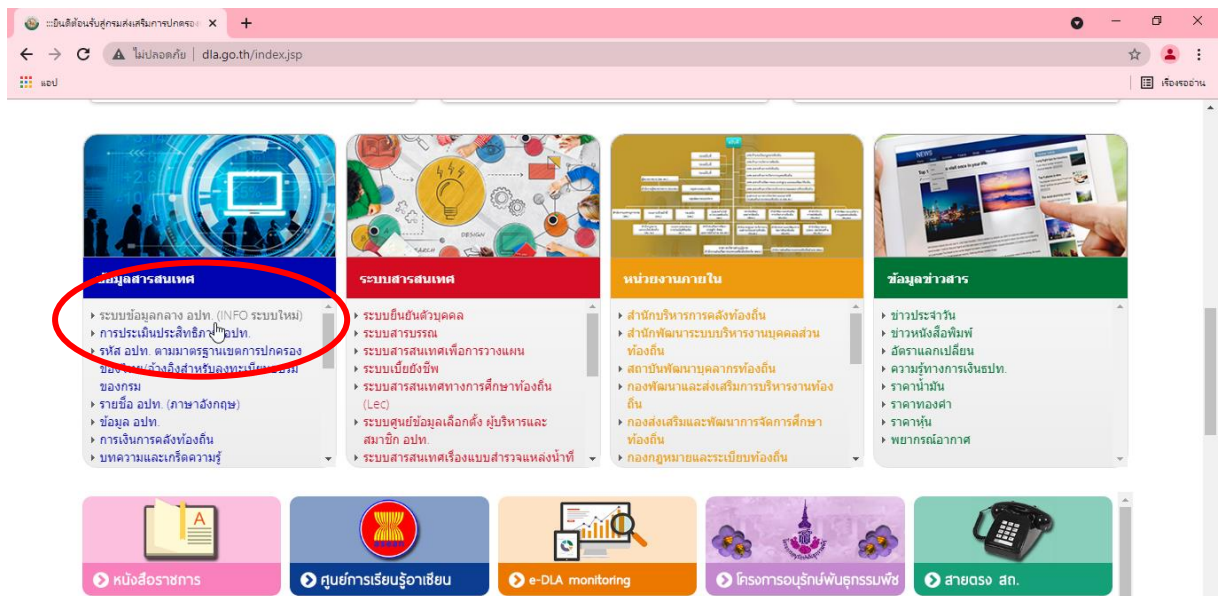 :::ยินดีต้อนรับสู่กรมส่งเสริมการปกครอง
ไม่ปลอดภัย | dla.go.th/index.jsp
แอป
เรื่องรออ่าน
ข้อมูลสารสนเทศ
ระบบข้อมูลกลาง อปท. (INFO ระบบใหม่)
การประเมินประสิทธิภาพ อปท.
รหัส อปท. ตามมาตรฐานเขตการปกครอง
ของกรม
รายชื่อ อปท. (ภาษาอังกฤษ)
ข้อมูล อปท.
การเงินการคลังท้องถิ่น
บทความและเกร็ดความรู้
ระบบสารสนเทศ
ระบบยืนยันตัวบุคคล
ระบบสารบรรณ
ระบบสารสนเทศเพื่อการวางแผน
ระบบเบี้ยยังชีพ
ระบบสารสนเทศทางการศึกษาท้องถิ่น
(Lec)
ระบบศูนย์ข้อมูลเลือกตั้ง ผู้บริหารและ
สมาชิก อปท.
ระบบสารสนเทศเรื่องแบบสำรวจแหล่งน้ำที่
หน่วยงานภายใน
สำนักบริหารการคลังท้องถิ่น
สำนักพัฒนาระบบบริหารงานบุคคลส่วน
ท้องถิ่น
สถาบันพัฒนาบุคลากรท้องถิ่น
กองพัฒนาและส่งเสริมการบริหารงานท้อง
ถิ่น
กองส่งเสริมและพัฒนาการจัดการศึกษา
ท้องถิ่น
กองกฎหมายและระเบียบท้องถิ่น
NEWS
ข้อมูลข่าวสาร
ข่าวประจำวัน
ข่าวหนังสือพิมพ์
อัตราแลกเปลี่ยน
ความรู้ทางการเงินธปท.
ราคาน้ำมัน
ราคาทองคำ
ราคาหุ้น
พยากรณ์อากาศ
A
หนังสือราชการ
ศูนย์การเรียนรู้อาเซียน
e-DLA monitoring
โครงการอนุรักษ์พันธุกรรมพืช
สายตรง สถ.